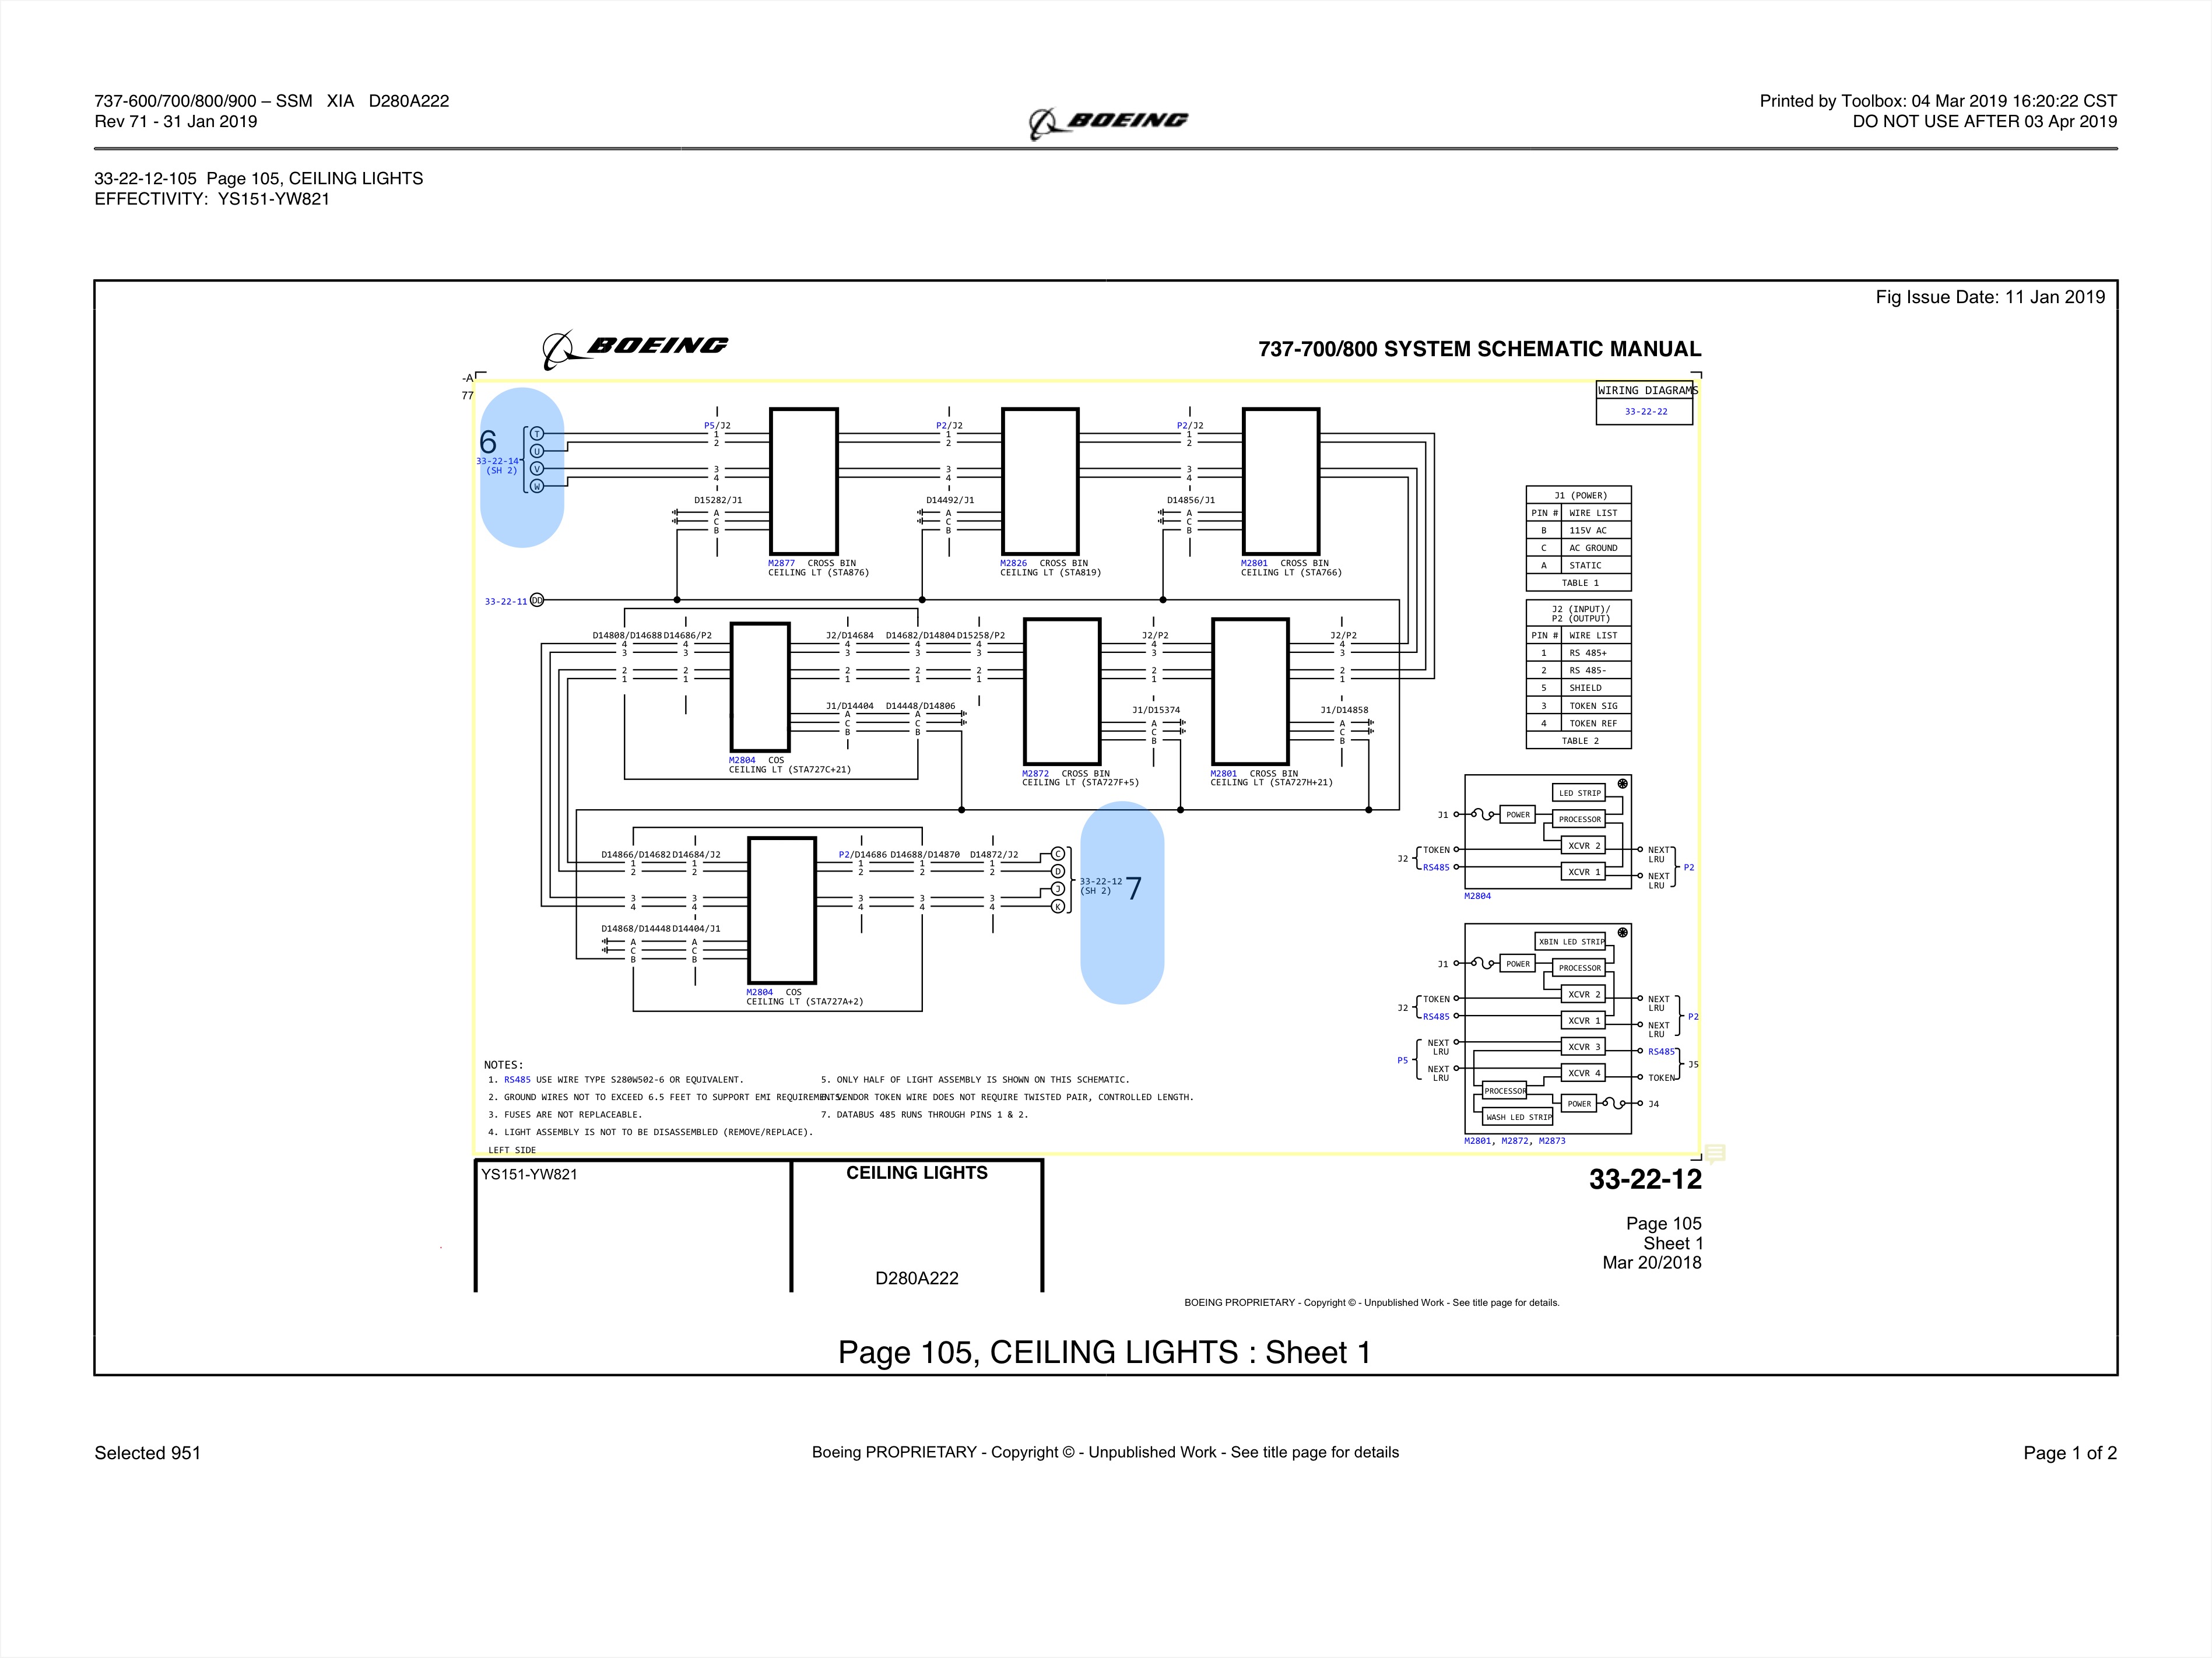 737-600/700/800/900 – SSM   XIA   D280A222
Rev 71 - 31 Jan 2019
BOEING
Printed by Toolbox: 04 Mar 2019 16:20:22 CST
DO NOT USE AFTER 03 Apr 2019
33-22-12-105  Page 105, CEILING LIGHTS
EFFECTIVITY:  YS151-YW821
Fig Issue Date: 11 Jan 2019
BOEING
737-700/800 SYSTEM SCHEMATIC MANUAL
-A
77
WIRING DIAGRAMS
33-22-22
6
33-22-14
(SH 2)
T
U
V
W
P5/J2
1
2
3
4
D15282/J1
A
C
B
M2877  CROSS BIN
CEILING LT (STA876)
P2/J2
1
2
3
4
D14492/J1
A
C
B
M2826  CROSS BIN
CEILING LT (STA819)
P2/J2
1
2
3
4
D14856/J1
A
C
B
M2801  CROSS BIN
CEILING LT (STA766)
33-22-11 DD
D14808/D14688 D14686/P2
4 4
3 3
2 2
1 1
M2804  COS
CEILING LT (STA727C+21)
J2/D14684 D14682/D14804 D15258/P2
4 4 4
3 3 3
2 2 2
1 1 1
J1/D14404 D14448/D14806
A A
C C
B B
M2872  CROSS BIN
CEILING LT (STA727F+5)
J2/P2
4
3
2
1
J1/D15374
A
C
B
M2801  CROSS BIN
CEILING LT (STA727H+21)
J2/P2
4
3
2
1
J1/D14858
A
C
B
D14866/D14682 D14684/J2
1 1
2 2
3 3
4 4
D14868/D14448 D14404/J1
A A
C C
B B
M2804  COS
CEILING LT (STA727A+2)
P2/D14686 D14688/D14870 D14872/J2
1 1 1
2 2 2
3 3 3
4 4 4
C
D
J
K
33-22-12
(SH 2)
7
J1 (POWER)
PIN # WIRE LIST
B 115V AC
C AC GROUND
A STATIC
TABLE 1
J2 (INPUT)/
P2 (OUTPUT)
PIN # WIRE LIST
1 RS 485+
2 RS 485-
5 SHIELD
3 TOKEN SIG
4 TOKEN REF
TABLE 2
LED STRIP
J1 POWER PROCESSOR
XCVR 2
XCVR 1
J2 TOKEN
RS485
NEXT
LRU
NEXT
LRU
P2
M2804
XBIN LED STRIP
J1 POWER PROCESSOR
XCVR 2
XCVR 1
XCVR 3
XCVR 4
J2 TOKEN
RS485
NEXT
LRU
NEXT
LRU
P2
P5 NEXT
LRU
NEXT
LRU
RS485
TOKEN
J5
PROCESSOR
POWER J4
WASH LED STRIP
M2801, M2872, M2873
NOTES:
1. RS485 USE WIRE TYPE S280W502-6 OR EQUIVALENT.
2. GROUND WIRES NOT TO EXCEED 6.5 FEET TO SUPPORT EMI REQUIREMENTS.
3. FUSES ARE NOT REPLACEABLE.
4. LIGHT ASSEMBLY IS NOT TO BE DISASSEMBLED (REMOVE/REPLACE).
5. ONLY HALF OF LIGHT ASSEMBLY IS SHOWN ON THIS SCHEMATIC.
6. VENDOR TOKEN WIRE DOES NOT REQUIRE TWISTED PAIR, CONTROLLED LENGTH.
7. DATABUS 485 RUNS THROUGH PINS 1 & 2.
LEFT SIDE
YS151-YW821
CEILING LIGHTS
D280A222
33-22-12
Page 105
Sheet 1
Mar 20/2018
BOEING PROPRIETARY - Copyright © - Unpublished Work - See title page for details.
Page 105, CEILING LIGHTS : Sheet 1
Selected 951
Boeing PROPRIETARY - Copyright © - Unpublished Work - See title page for details
Page 1 of 2